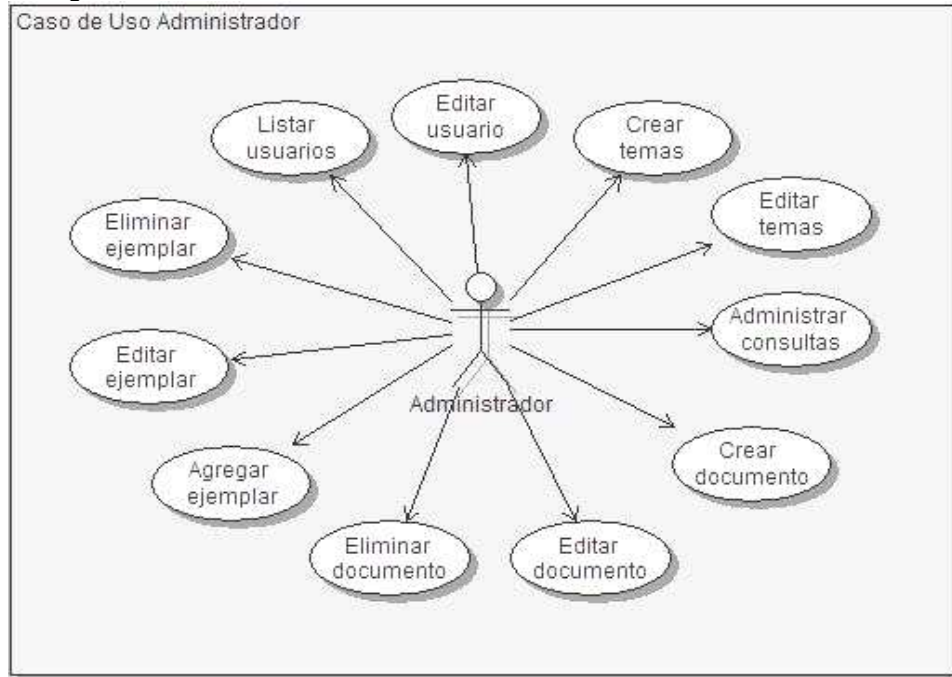 Caso de Uso Administrador
Editar
usuario
Listar
usuarios
Crear
temas
Eliminar
ejemplar
Editar
temas
Administrar
consultas
Editar
ejemplar
Administrador
Agregar
ejemplar
Crear
documento
Eliminar
documento
Editar
documento